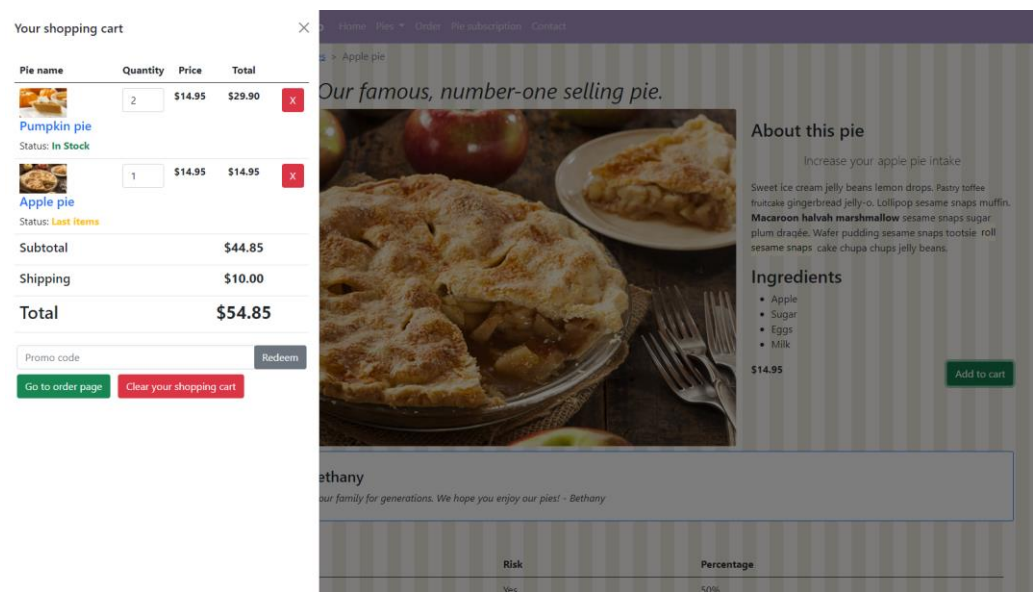 Your shopping cart
Pie name Quantity Price Total
2 $14.95 $29.90 X
Pumpkin pie
Status: In Stock
1 $14.95 $14.95 X
Apple pie
Status: Last items
Subtotal $44.85
Shipping $10.00
Total $54.85
Promo code Redeem
Go to order page Clear your shopping cart
Home Pies Order Pie subscription Contact
> Apple pie
Our famous, number-one selling pie.
About this pie
Increase your apple pie intake
Sweet ice cream jelly beans lemon drops. Pastry toffee
fruitcake gingerbread jelly-o. Lollipop sesame snaps muffin.
Macaroon halvah marshmallow sesame snaps sugar
plum dragée. Wafer pudding sesame snaps tootsie roll
sesame snaps cake chupa chups jelly beans.
Ingredients
• Apple
• Sugar
• Eggs
• Milk
$14.95 Add to cart
ethany
our family for generations. We hope you enjoy our pies! - Bethany
Risk Percentage
Yes 50%